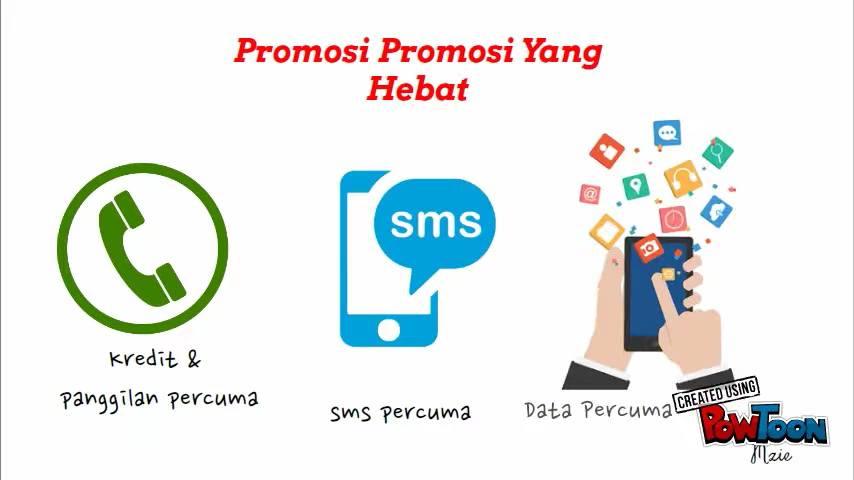 Promosi Promosi Yang
Hebat
sms
@
Kredit &
Panggilan Percuma
SMS Percuma
Data Percuma
CREATED USING
POWTOON
Mzie